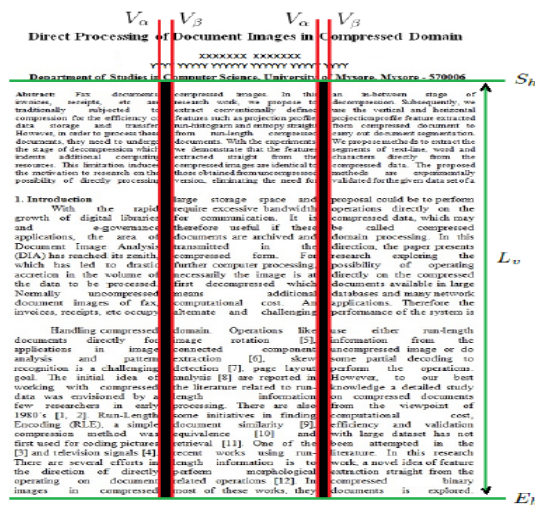 Vα Vβ Vα Vβ
Direct Processing of Document Images in Compressed Domain
xxxxxxx xxxxxxx
Department of Studies in Computer Science, University of Mysore, Mysore - 570006
Sh
Lv
Eh
Abstract: Fax documents
invoices, receipts, etc are
traditionally subjected to
compression for the efficiency of
data storage and transfer
However, in order to process these
documents, they need to undergo
the stage of decompression which
indents additional computing
resources. This limitation induces
the motivation to research on the
possibility of directly processing
1. Introduction
With the rapid
growth of digital libraries
and e-governance
applications, the area of
Document Image Analysis
(DIA) has reached its zenith,
which has led to drastic
accretion in the volume of
the data to be processed.
Normally uncompressed
document images of fax,
invoices, receipts, etc occupy
Handling compressed
documents directly for
applications in image
analysis and pattern
recognition is a challenging
goal. The initial idea of
working with compressed
data was envisioned by a
few researchers in early
1980's [1, 2]. Run-Length
Encoding (RLE), a simple
compression method was
first used for coding pictures
[3] and television signals [4].
There are several efforts in
the direction of directly
operating on document
images in compressed
compressed images. In this
research work, we propose to
extract conventionally defined
features such as projection profile
run-histogram and entropy straight
from run-length compressed
documents. With the experiments
we demonstrate that the features
extracted straight from the
compressed images are identical to
those obtained from uncompressed
version, eliminating the need for
large storage space and
require excessive bandwidth
for communication. It is
therefore useful if these
documents are archived and
transmitted in the
compressed form. For
further computer processing,
necessarily the image is at
first decompressed which
means additional
computational cost. An
alternate and challenging
domain. Operations like
image rotation [5],
connected component
extraction [6], skew
detection [7], page layout
analysis [8] are reported in
the literature related to run-
length information
processing. There are also
some initiatives in finding
document similarity [9],
equivalence [10] and
retrieval [11]. One of the
recent works using run-
length information is to
perform morphological
related operations [12]. In
most of these works, they
an in-between stage of
decompression. Subsequently, we
use the vertical and horizontal
projection profile feature extracted
from compressed document to
carry out document segmentation.
We propose methods to extract the
segments of text-line, word and
characters directly from the
compressed data. The proposed
methods are experimentally
validated for the given data set of a
proposal could be to perform
operations directly on the
compressed data, which may
be called compressed
domain processing. In this
direction, the paper presents
research exploring the
possibility of operating
directly on the compressed
documents available in large
databases and many network
applications. Therefore the
performance of the system is
use either run-length
information from the
uncompressed image or do
some partial decoding to
perform the operations.
However, to our best
knowledge a detailed study
on compressed documents
from the viewpoint of
computational cost,
efficiency and validation
with large dataset has not
been attempted in the
literature. In this research
work, a novel idea of feature
extraction straight from the
compressed binary
documents is explored.